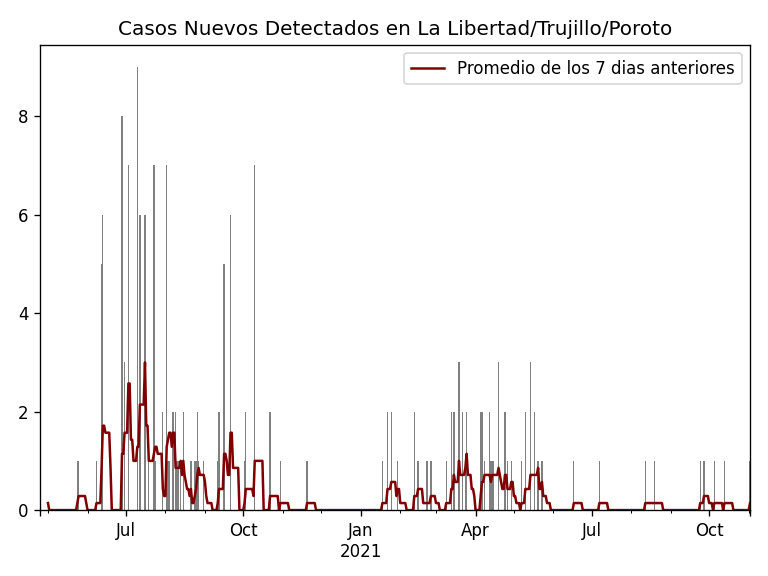 Casos Nuevos Detectados en La Libertad/Trujillo/Poroto
Promedio de los 7 dias anteriores
8
6
4
2
0
Jul Oct Jan Apr Jul Oct
2021